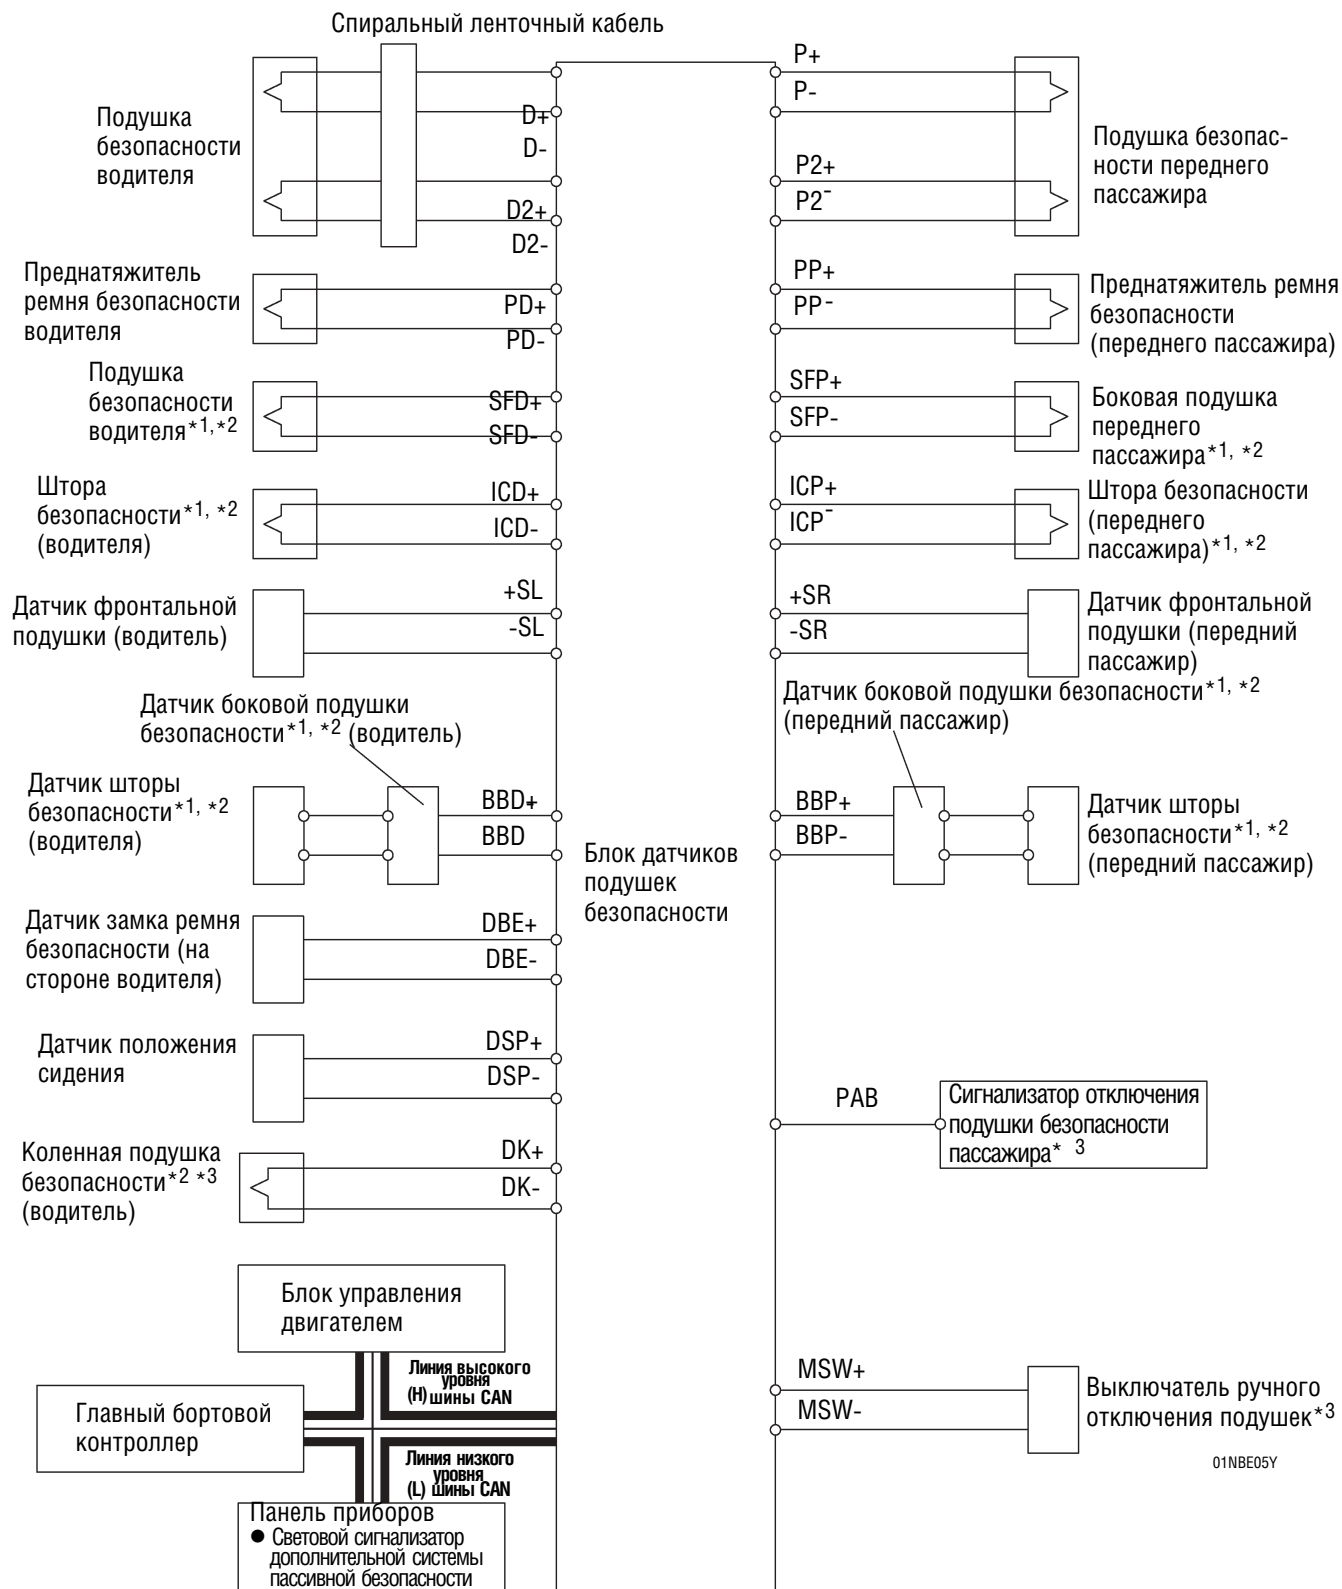 Спиральный ленточный кабель
Подушка
безопасности
водителя
D+
D-
D2+
D2-
P+
P-
P2+
P2-
Подушка безопас-
ности переднего
пассажира
Преднатяжитель
ремня безопасности
водителя
PD+
PD-
PP+
PP-
Преднатяжитель ремня
безопасности
(переднего пассажира)
Подушка
безопасности
водителя*1,*2
SFD+
SFD-
SFP+
SFP-
Боковая подушка
переднего
пассажира*1, *2
Штора
безопасности*1, *2
(водителя)
ICD+
ICD-
ICP+
ICP-
Штора безопасности
(переднего
пассажира)*1, *2
Датчик фронтальной
подушки (водитель)
+SL
-SL
+SR
-SR
Датчик фронтальной
подушки (передний
пассажир)
Датчик боковой подушки
безопасности*1, *2 (водитель)
Датчик боковой подушки безопасности*1, *2
(передний пассажир)
Датчик шторы
безопасности*1, *2
(водителя)
BBD+
BBD
Блок датчиков
подушек
безопасности
BBP+
BBP-
Датчик шторы
безопасности*1, *2
(передний пассажир)
Датчик замка ремня
безопасности (на
стороне водителя)
DBE+
DBE-
Датчик положения
сидения
DSP+
DSP-
PAB
Сигнализатор отключения
подушки безопасности
пассажира* 3
Коленная подушка
безопасности*2 *3
(водитель)
DK+
DK-
Блок управления
двигателем
Линия высокого
уровня
(H) шины CAN
Главный бортовой
контроллер
Линия низкого
уровня
(L) шины CAN
MSW+
MSW-
Выключатель ручного
отключения подушек*3
01NBE05Y
Панель приборов
● Световой сигнализатор
дополнительной системы
пассивной безопасности